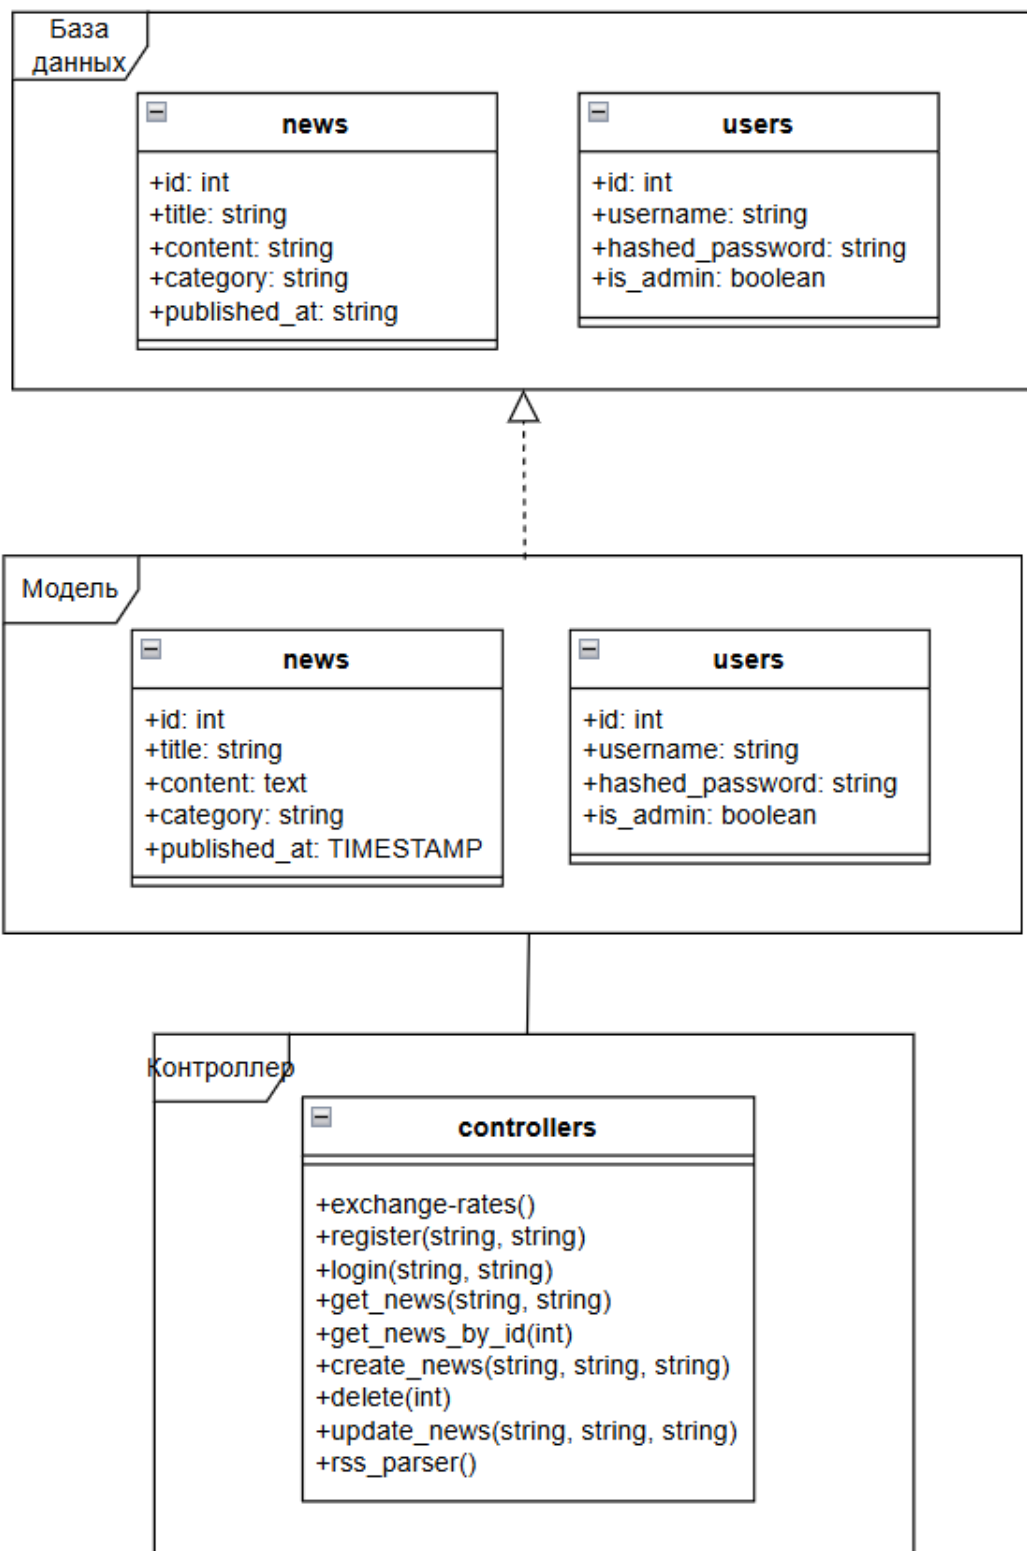 База
данных
news
+id: int
+title: string
+content: string
+category: string
+published_at: string
users
+id: int
+username: string
+hashed_password: string
+is_admin: boolean
Модель
news
+id: int
+title: string
+content: text
+category: string
+published_at: TIMESTAMP
users
+id: int
+username: string
+hashed_password: string
+is_admin: boolean
Контроллер
controllers
+exchange-rates()
+register(string, string)
+login(string, string)
+get_news(string, string)
+get_news_by_id(int)
+create_news(string, string, string)
+delete(int)
+update_news(string, string, string)
+rss_parser()